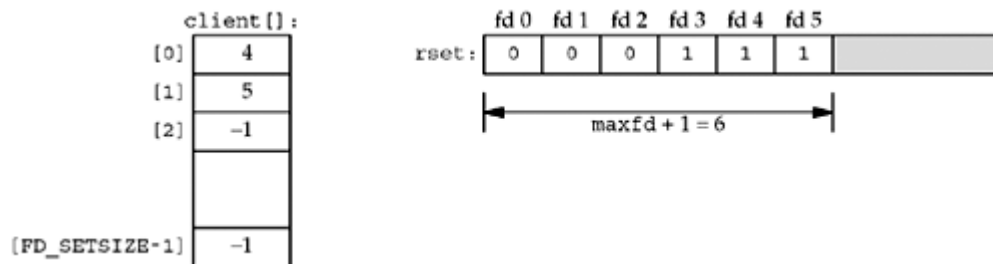 client[]:
[0] 4
[1] 5
[2] −1
[FD_SETSIZE-1] −1
fd 0 fd 1 fd 2 fd 3 fd 4 fd 5
rset: 0 0 0 1 1 1
maxfd + 1 = 6